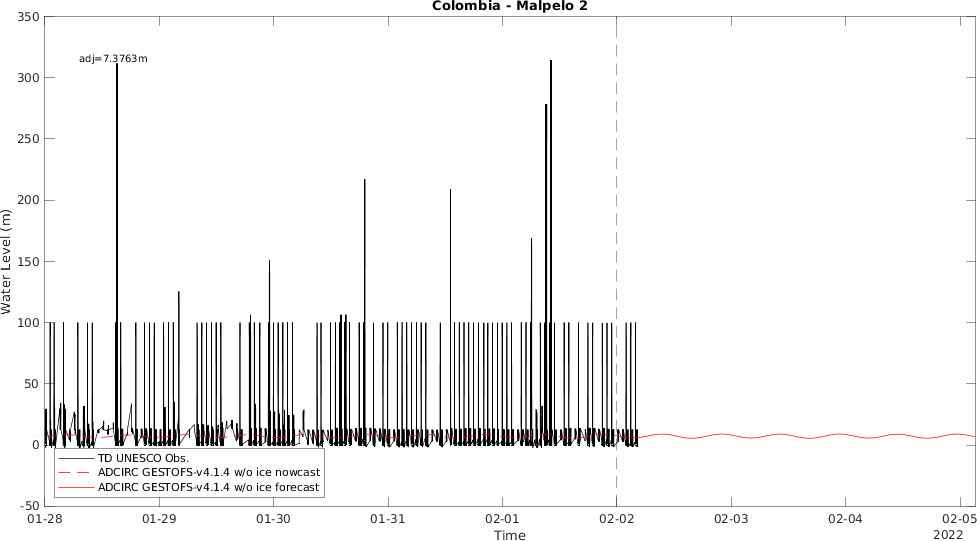 Colombia - Malpelo 2
350
300
250
200
150
100
50
0
-50
Water Level (m)
adj=7.3763m
TD UNESCO Obs.
ADCIRC GESTOFS-v4.1.4 w/o ice nowcast
ADCIRC GESTOFS-v4.1.4 w/o ice forecast
01-28
01-29
01-30
01-31
02-01
02-02
02-03
02-04
02-05
Time
2022